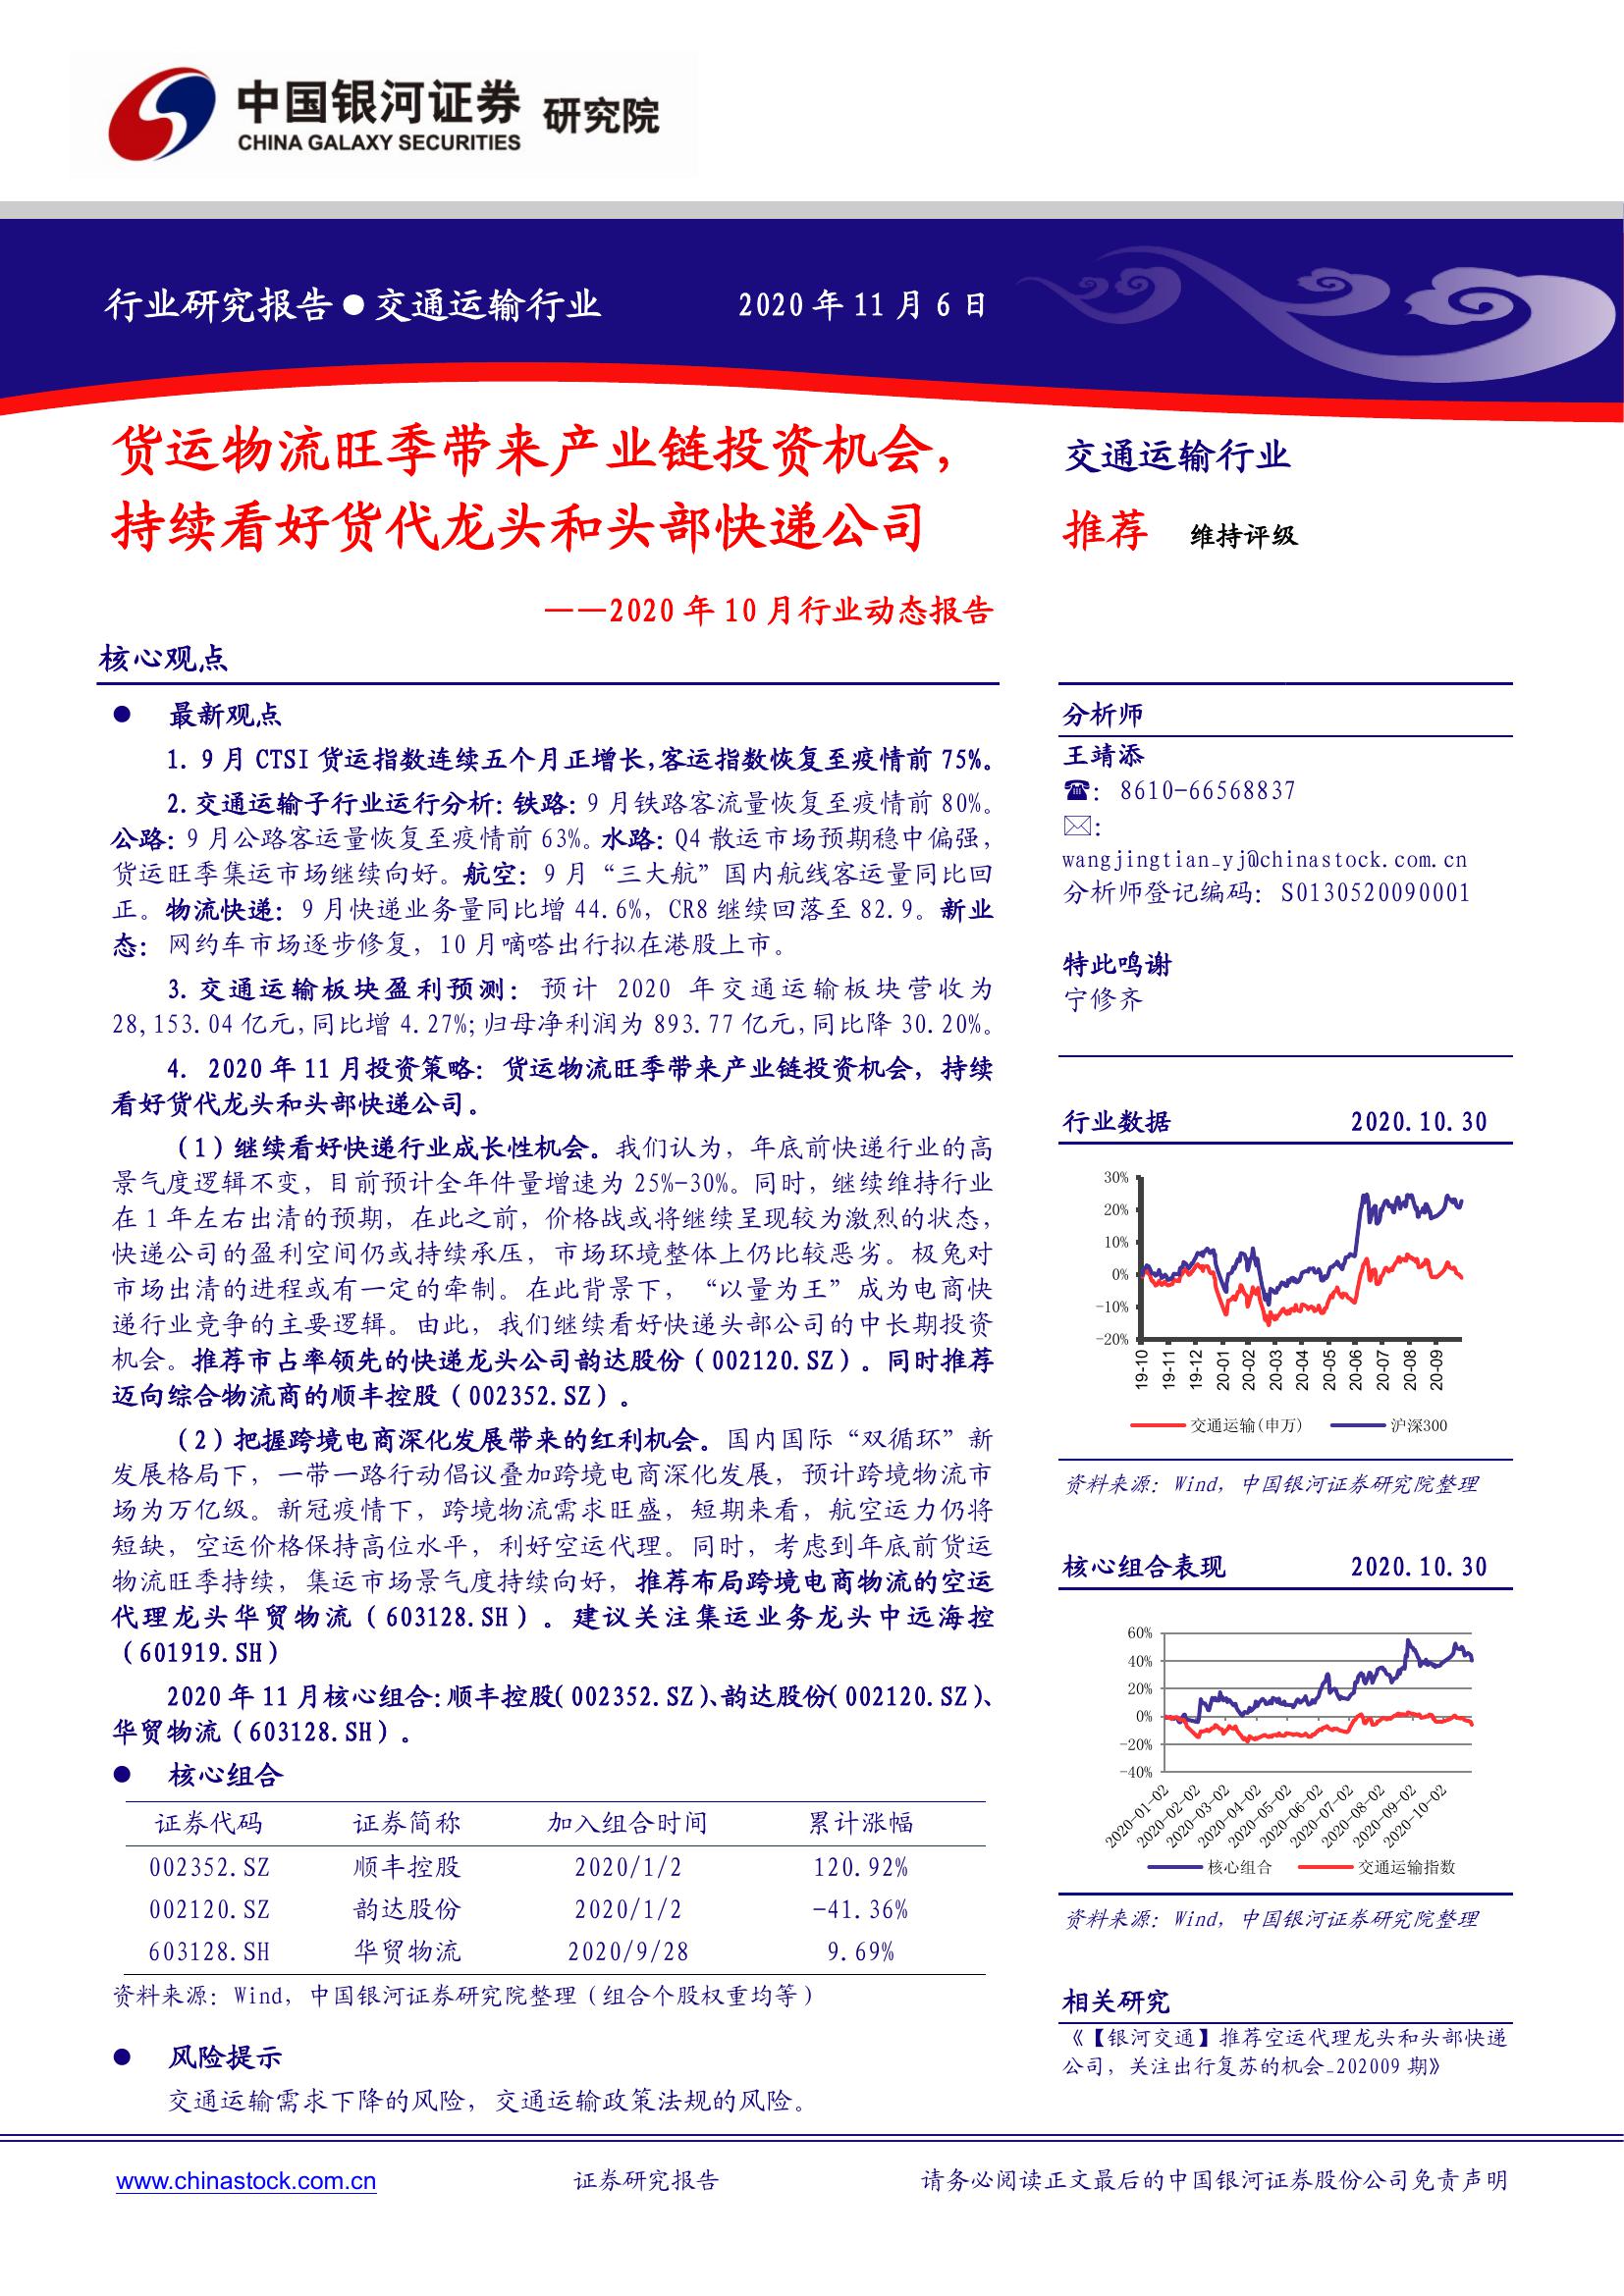 中国银河证券 研究院
CHINA GALAXY SECURITIES
行业研究报告●交通运输行业 2020年11月6日
货运物流旺季带来产业链投资机会，
持续看好货代龙头和头部快递公司
——2020年10月行业动态报告
核心观点
● 最新观点
1. 9月CTSI货运指数连续五个月正增长，客运指数恢复至疫情前75%。
2.交通运输子行业运行分析：铁路：9月铁路客流量恢复至疫情前80%。
公路：9月公路客运量恢复至疫情前63%。水路：Q4散运市场预期稳中偏强，
货运旺季集运市场继续向好。航空：9月“三大航”国内航线客运量同比回
正。物流快递：9月快递业务量同比增44.6%，CR8继续回落至82.9。新业
态：网约车市场逐步修复，10月嘀嗒出行拟在港股上市。
3.交通运输板块盈利预测：预计 2020 年交通运输板块营收为
28,153.04亿元，同比增4.27%；归母净利润为893.77亿元，同比降30.20%。
4. 2020年11月投资策略：货运物流旺季带来产业链投资机会，持续
看好货代龙头和头部快递公司。
（1）继续看好快递行业成长性机会。我们认为，年底前快递行业的高
景气度逻辑不变，目前预计全年件量增速为25%-30%。同时，继续维持行业
在1年左右出清的预期，在此之前，价格战或将继续呈现较为激烈的状态，
快递公司的盈利空间仍或持续承压，市场环境整体上仍比较恶劣。极兔对
市场出清的进程或有一定的牵制。在此背景下，“以量为王”成为电商快
递行业竞争的主要逻辑。由此，我们继续看好快递头部公司的中长期投资
机会。推荐市占率领先的快递龙头公司韵达股份（002120.SZ）。同时推荐
迈向综合物流商的顺丰控股（002352.SZ）。
（2）把握跨境电商深化发展带来的红利机会。国内国际“双循环”新
发展格局下，一带一路行动倡议叠加跨境电商深化发展，预计跨境物流市
场为万亿级。新冠疫情下，跨境物流需求旺盛，短期来看，航空运力仍将
短缺，空运价格保持高位水平，利好空运代理。同时，考虑到年底前货运
物流旺季持续，集运市场景气度持续向好，推荐布局跨境电商物流的空运
代理龙头华贸物流（603128.SH）。建议关注集运业务龙头中远海控
（601919.SH）
2020年11月核心组合：顺丰控股（002352.SZ）、韵达股份（002120.SZ）、
华贸物流（603128.SH）。
● 核心组合
证券代码 证券简称 加入组合时间 累计涨幅
002352.SZ 顺丰控股 2020/1/2 120.92%
002120.SZ 韵达股份 2020/1/2 -41.36%
603128.SH 华贸物流 2020/9/28 9.69%
资料来源：Wind，中国银河证券研究院整理（组合个股权重均等）
● 风险提示
交通运输需求下降的风险，交通运输政策法规的风险。
交通运输行业
推荐 维持评级
分析师
王靖添
☎：8610-66568837
✉：
wangjingtian_yj@chinastock.com.cn
分析师登记编码：S0130520090001
特此鸣谢
宁修齐
行业数据 2020.10.30
30%
20%
10%
0%
-10%
-20%
19-10 19-11 19-12 20-01 20-02 20-03 20-04 20-05 20-06 20-07 20-08 20-09
交通运输(申万) 沪深300
资料来源：Wind，中国银河证券研究院整理
核心组合表现 2020.10.30
60%
40%
20%
0%
-20%
-40%
2020-01-02 2020-02-02 2020-03-02 2020-04-02 2020-05-02 2020-06-02 2020-07-02 2020-08-02 2020-09-02 2020-10-02
核心组合 交通运输指数
资料来源：Wind，中国银河证券研究院整理
相关研究
《【银河交通】推荐空运代理龙头和头部快递
公司，关注出行复苏的机会_202009期》
www.chinastock.com.cn 证券研究报告 请务必阅读正文最后的中国银河证券股份公司免责声明